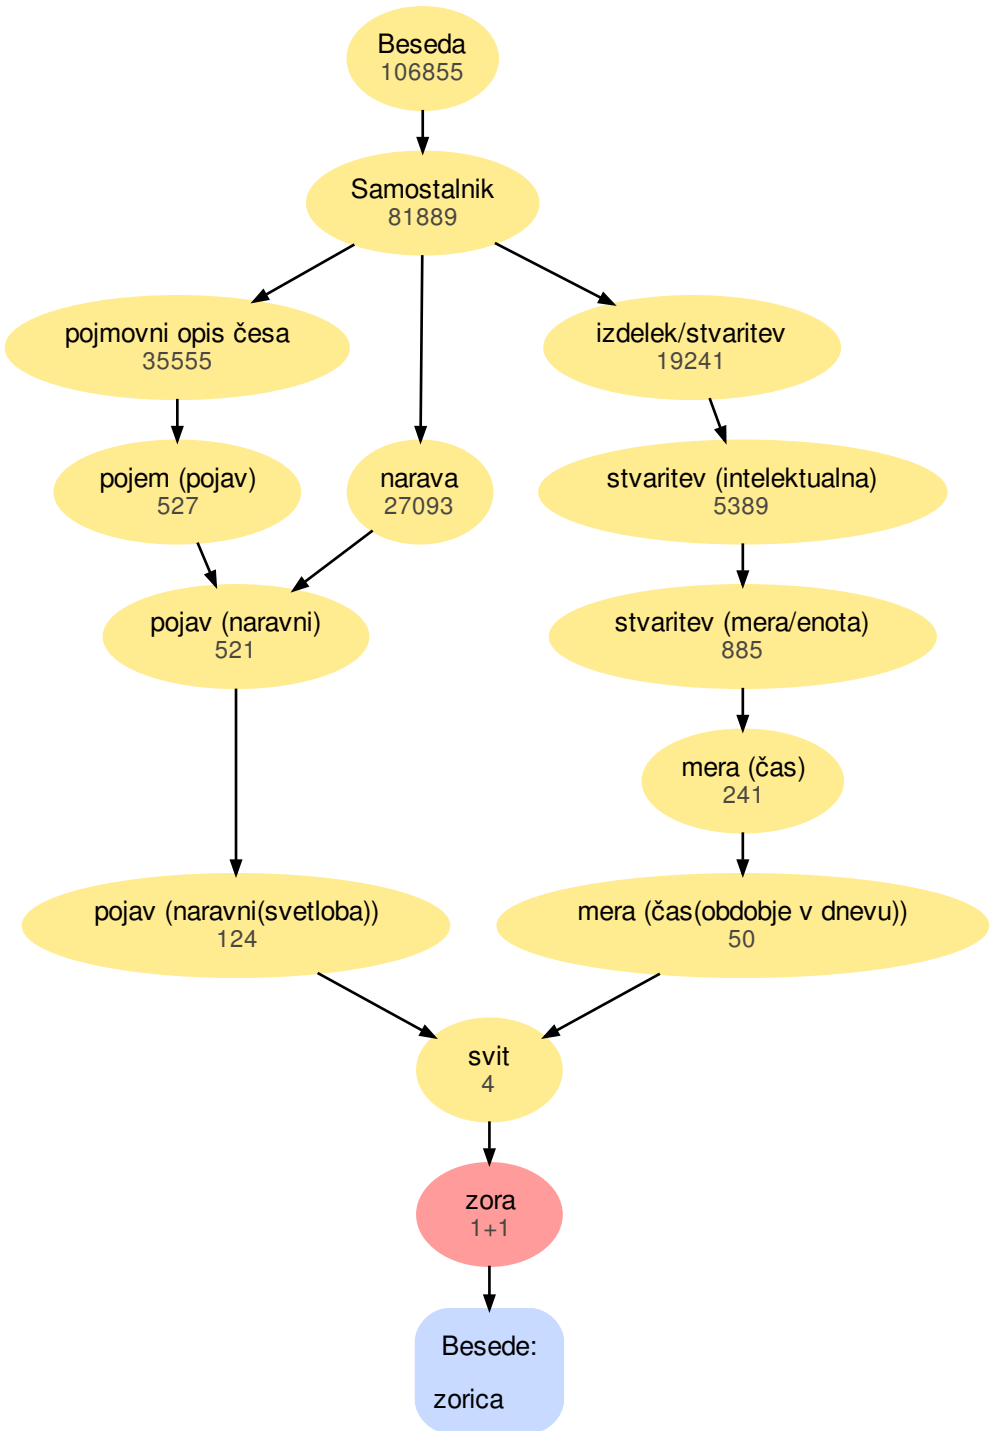 Beseda
106855
Samostalnik
81889
pojmovni opis česa
35555
izdelek/stvaritev
19241
pojem (pojav)
527
narava
27093
stvaritev (intelektualna)
5389
pojav (naravni)
521
stvaritev (mera/enota)
885
mera (čas)
241
pojav (naravni(svetloba))
124
mera (čas(obdobje v dnevu))
50
svit
4
zora
1+1
Besede:
zorica